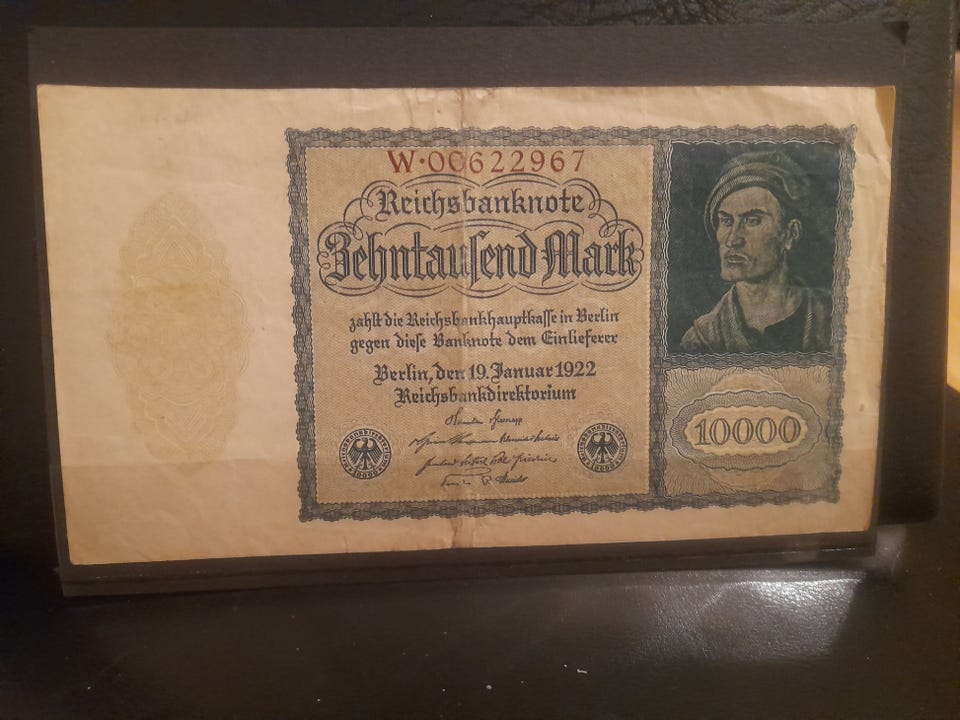 W·00622967
Reichsbanknote
Zehntausend Mark
zahlt die Reichsbankhauptkasse in Berlin
gegen diese Banknote dem Einlieferer
Berlin, den 19. Januar 1922
Reichsbankdirektorium
10000